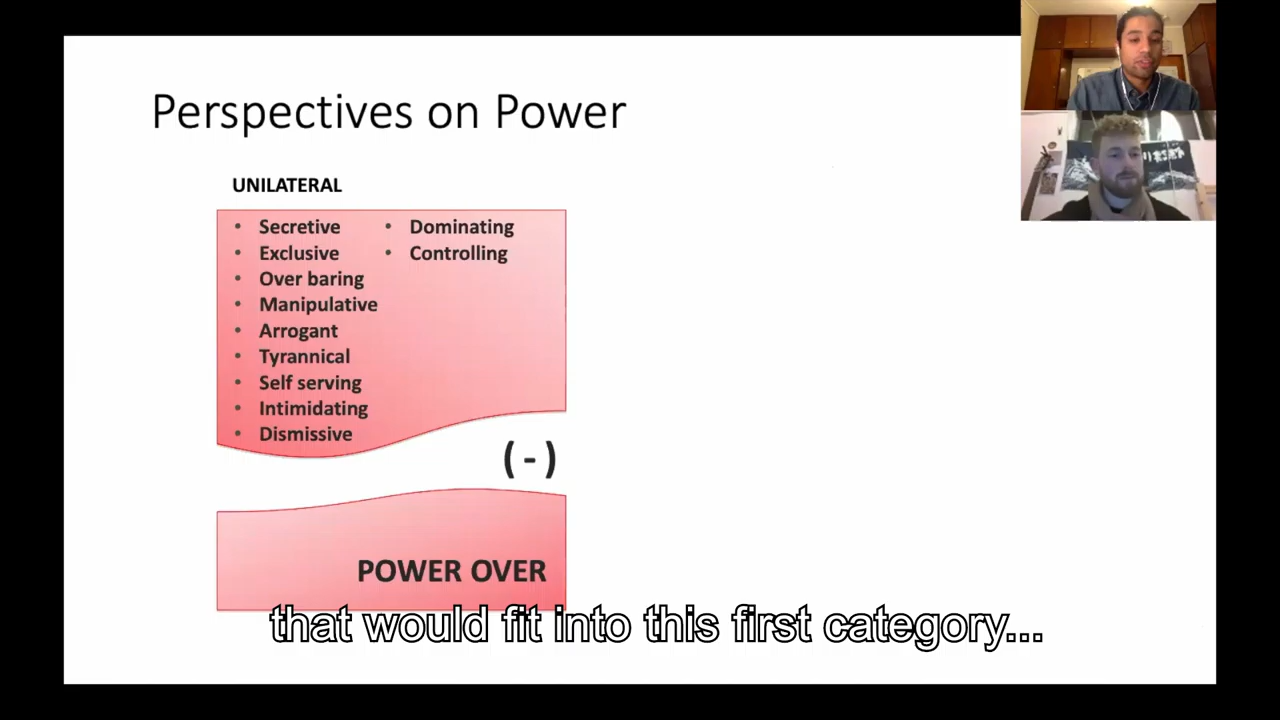 Perspectives on Power
UNILATERAL
• Secretive
• Exclusive
• Over baring
• Manipulative
• Arrogant
• Tyrannical
• Self serving
• Intimidating
• Dismissive
• Dominating
• Controlling
(-)
POWER OVER
that would fit into this first category...